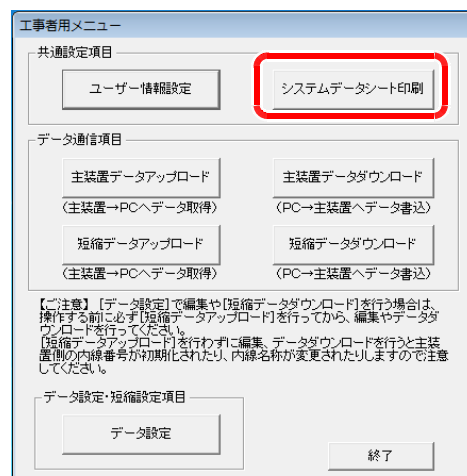 工事者用メニュー
共通設定項目
ユーザー情報設定
システムデータシート印刷
データ通信項目
主装置データアップロード
主装置データダウンロード
(主装置→PCへデータ取得)
(PC→主装置へデータ書込)
短縮データアップロード
短縮データダウンロード
(主装置→PCへデータ取得)
(PC→主装置へデータ書込)
【ご注意】 [データ設定]で編集や[短縮データダウンロード]を行う場合は、
操作する前に必ず[短縮データアップロード]を行ってから、編集やデータダ
ウンロードを行ってください。
[短縮データアップロード]を行わずに編集、データダウンロードを行うと主装
置側の内線番号が初期化されたり、内線名称が変更されたりしますので注意
してください。
データ設定・短縮設定項目
データ設定
終了